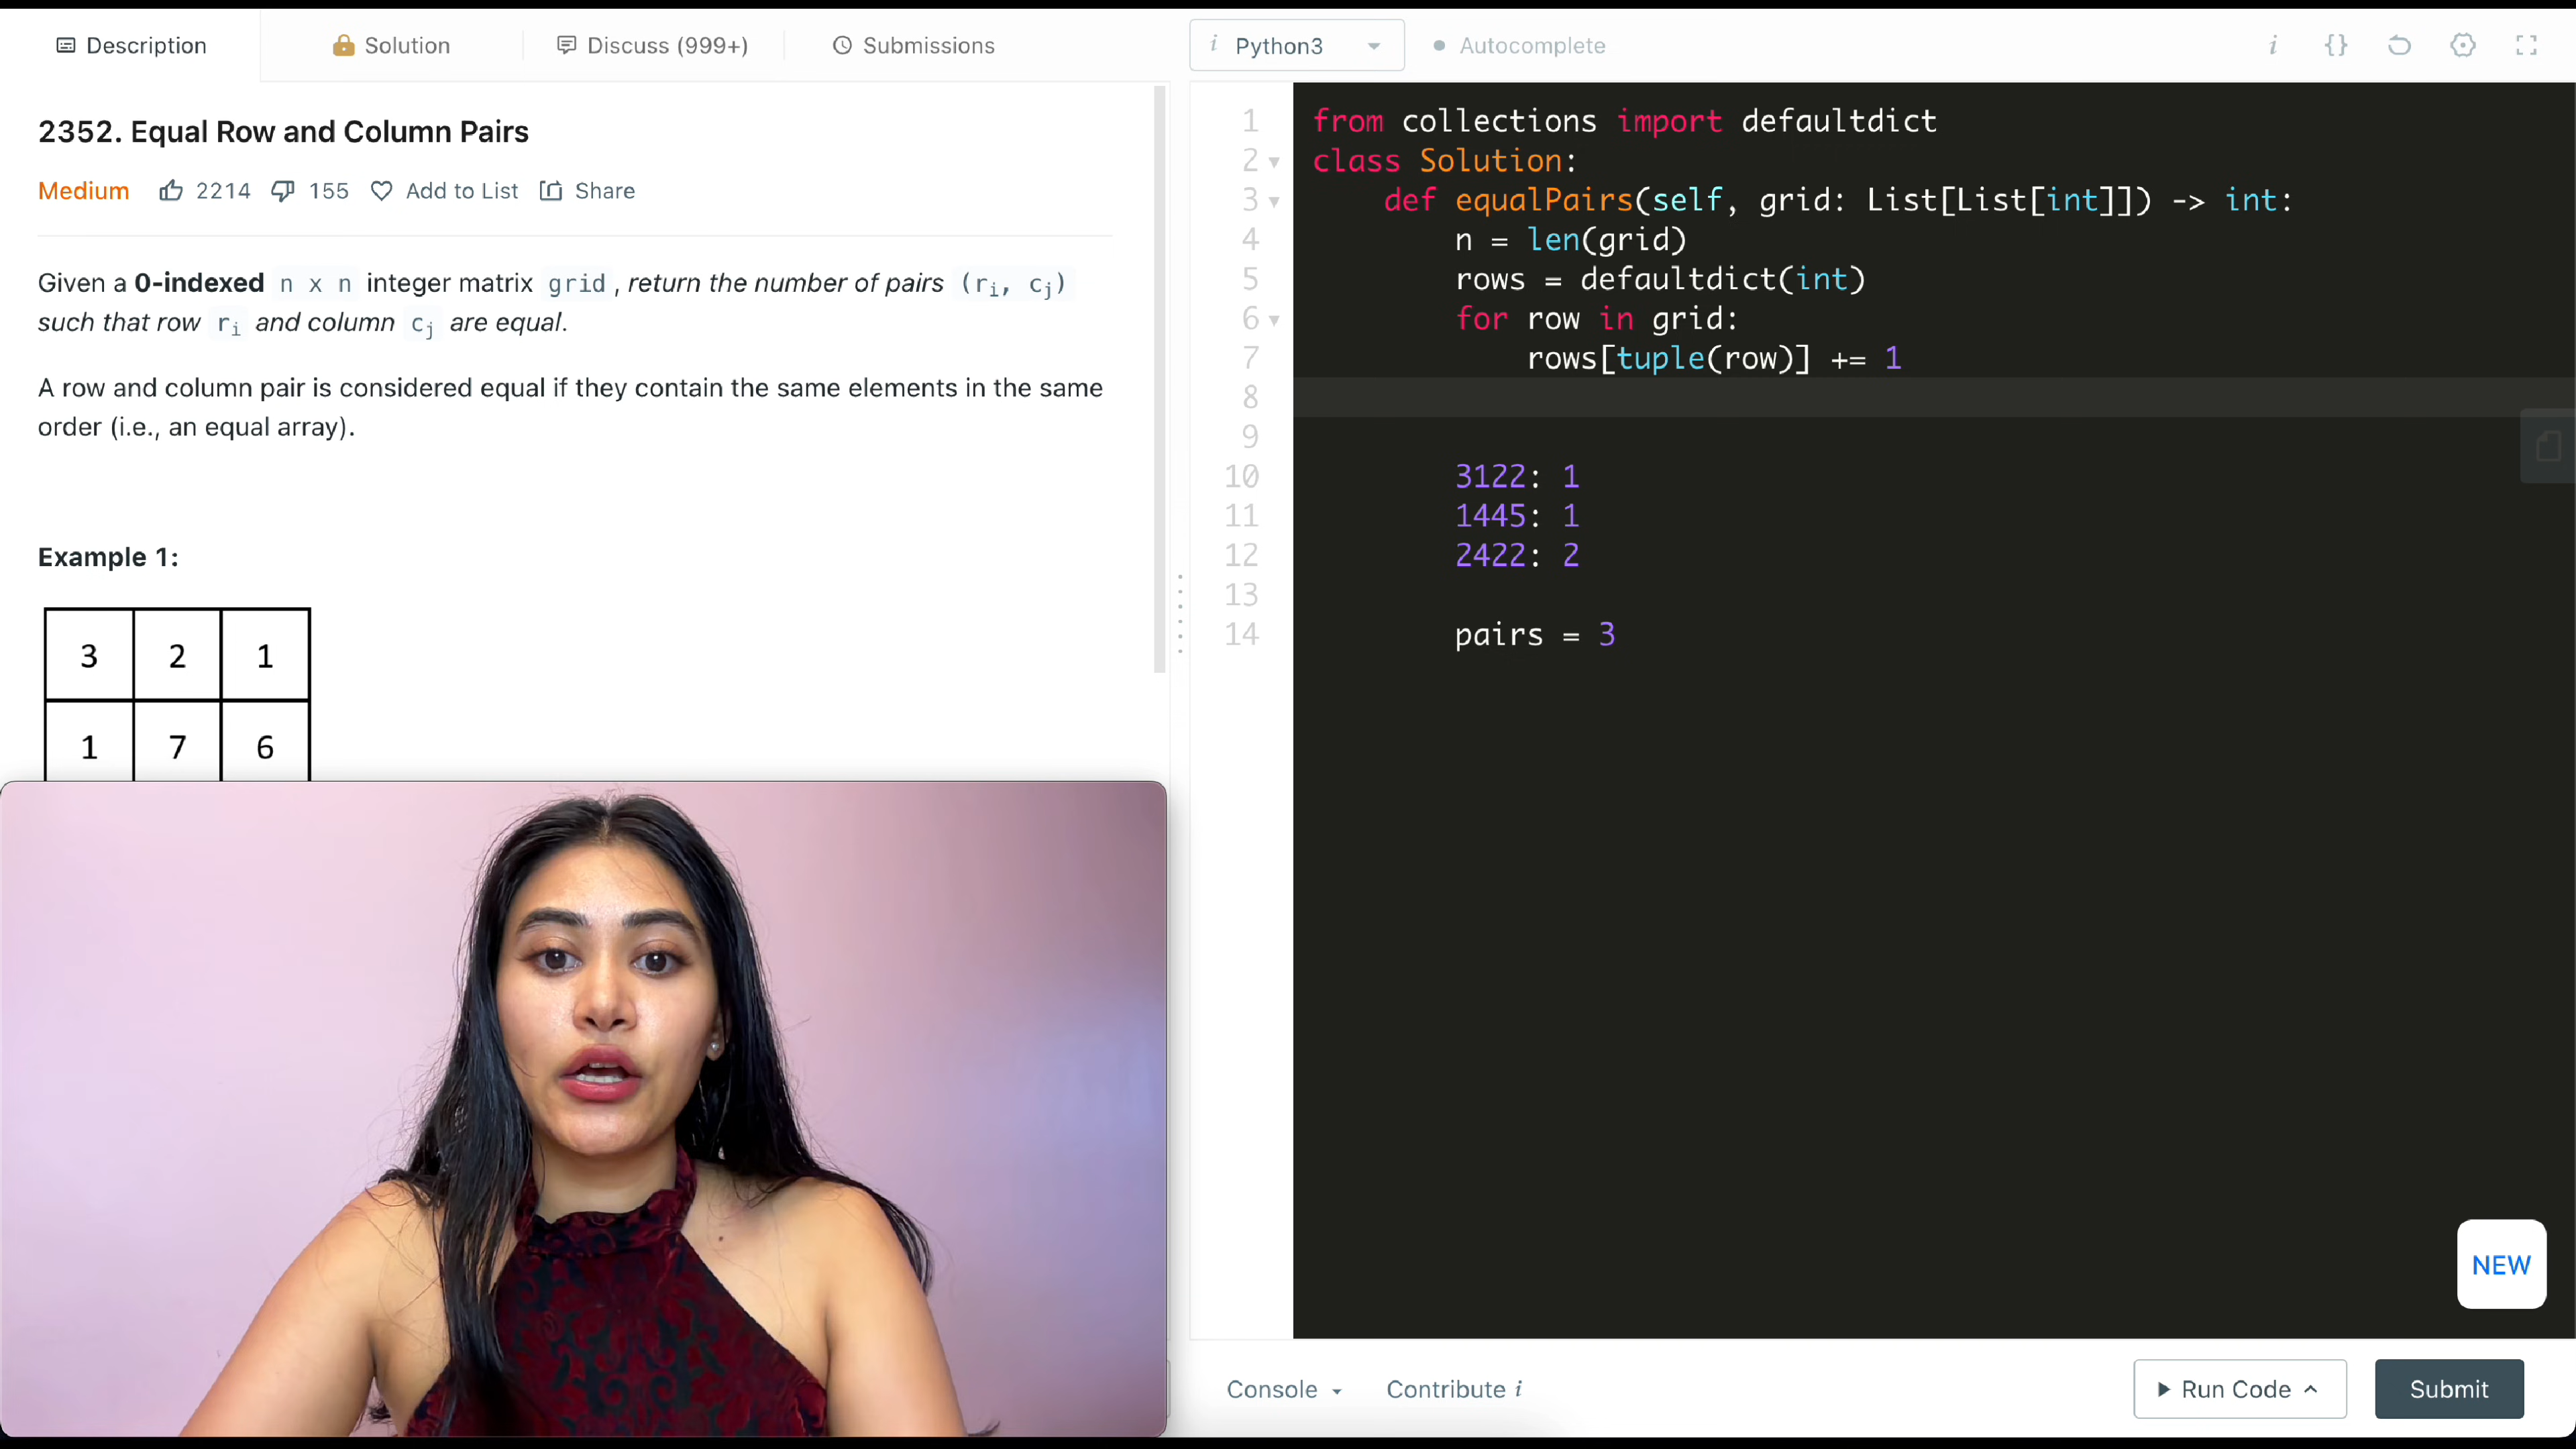 Description
Solution
Discuss (999+)
Submissions
2352. Equal Row and Column Pairs
Medium 2214 155 Add to List Share
Given a 0-indexed n x n integer matrix grid, return the number of pairs (ri, cj)
such that row ri and column cj are equal.
A row and column pair is considered equal if they contain the same elements in the same
order (i.e., an equal array).
Example 1:
3 2 1
1 7 6
i Python3
Autocomplete
i {}
1 from collections import defaultdict
2 class Solution:
3 def equalPairs(self, grid: List[List[int]]) -> int:
4 n = len(grid)
5 rows = defaultdict(int)
6 for row in grid:
7 rows[tuple(row)] += 1
8
9
10 3122: 1
11 1445: 1
12 2422: 2
13
14 pairs = 3
NEW
Console
Contribute i
Run Code
Submit